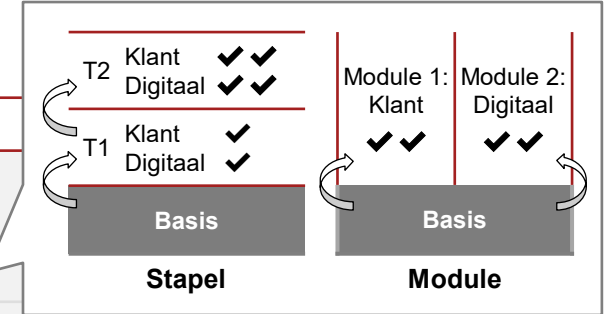 T2 Klant ✔✔
Digitaal ✔✔
T1 Klant ✔
Digitaal ✔
Basis
Stapel
Module 1:
Klant
✔✔
Module 2:
Digitaal
✔✔
Basis
Module